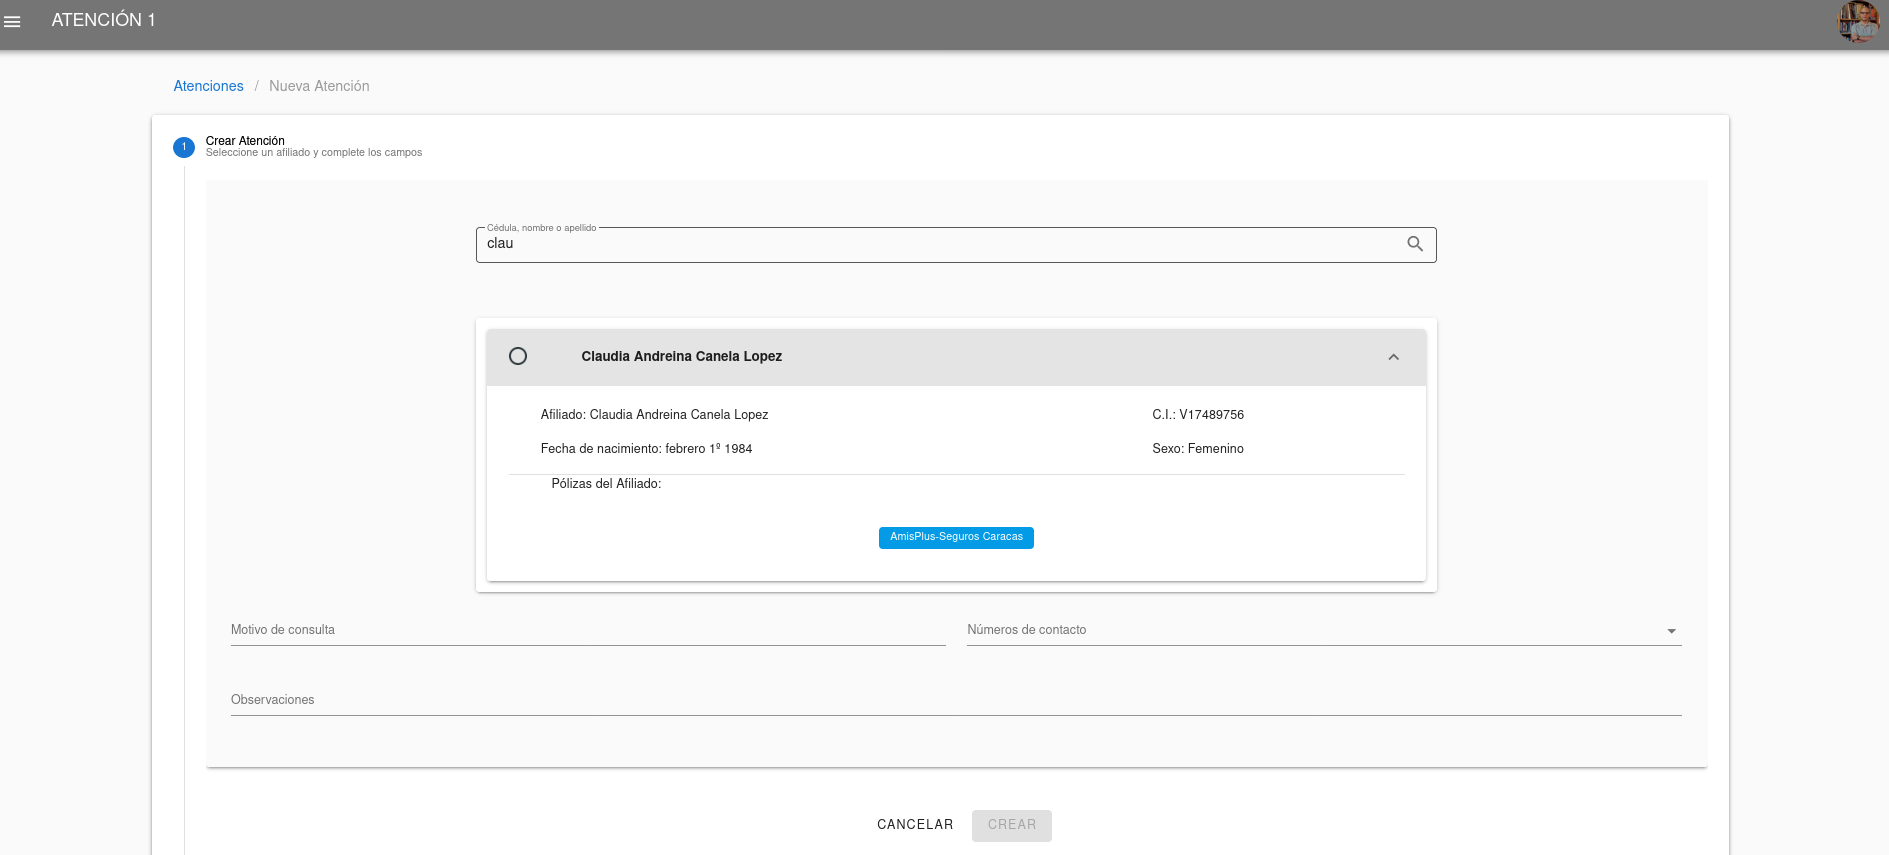 ATENCIÓN 1
Atenciones / Nueva Atención
1
Crear Atención
Seleccione un afiliado y complete los campos
Cédula, nombre o apellido
clau
Claudia Andreina Canela Lopez
Afiliado: Claudia Andreina Canela Lopez
C.I.: V17489756
Fecha de nacimiento: febrero 1º 1984
Sexo: Femenino
Pólizas del Afiliado:
AmisPlus-Seguros Caracas
Motivo de consulta
Números de contacto
Observaciones
CANCELAR
CREAR